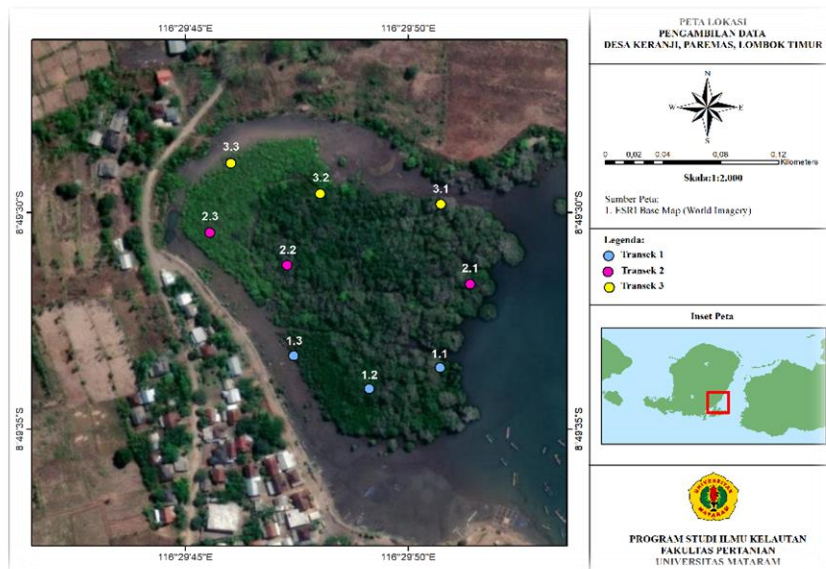 116°29'45"
116°29'50"
8°49'30"S
8°49'35"S
8°49'30"S
8°49'35"S
3.3
3.2
3.1
2.3
2.2
2.1
1.3
1.2
1.1
116°29'45"
116°29'50"
PETA LOKASI
PENGAMBILAN DATA
DESA KERANJI, PAREMAS, LOMBOK TIMUR
N
W
E
S
0 0,02 0,04 0,08 0,12
Kilometers
Skala:1:2.000
Sumber Peta:
1. ESRI Base Map (World Imagery)
Legenda:
Transek 1
Transek 2
Transek 3
Inset Peta
UNIVERSITAS
MATARAM
PROGRAM STUDI ILMU KELAUTAN
FAKULTAS PERTANIAN
UNIVERSITAS MATARAM